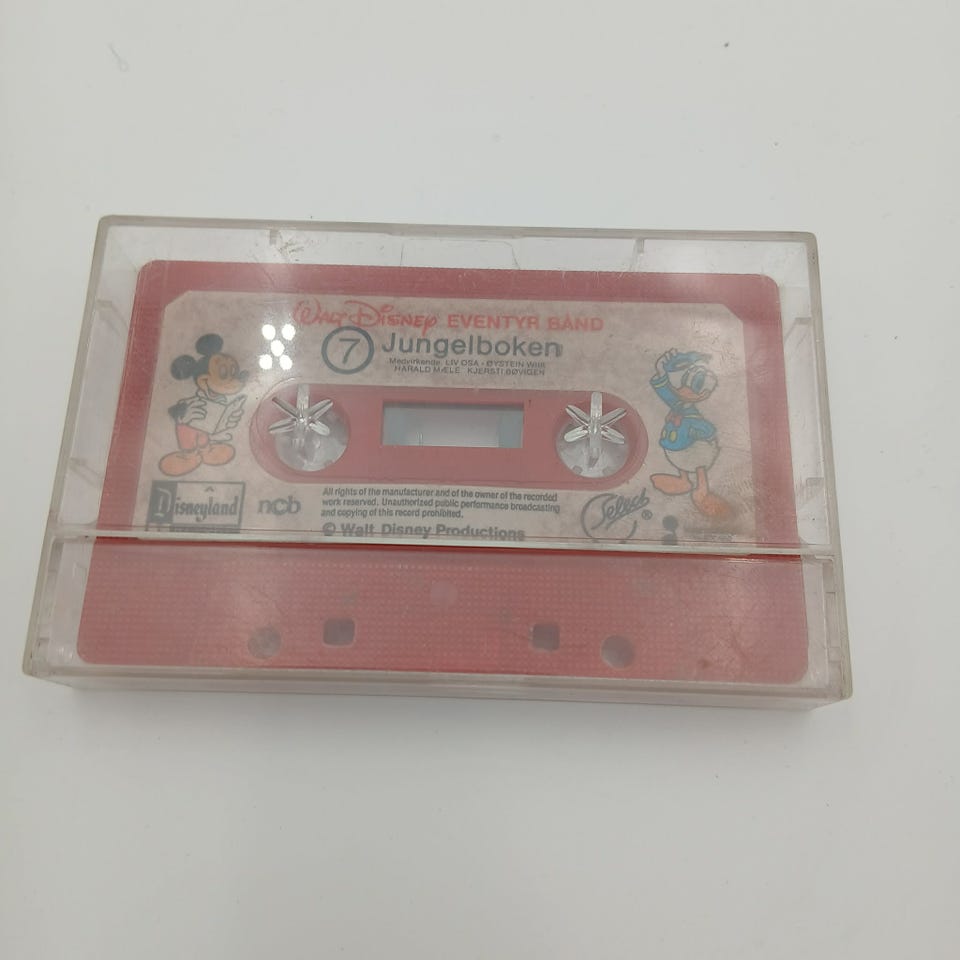 Walt Disney EVENTYR BÅND
7 Jungelboken
Medvirkende: LIV OSA - ØYSTEIN WIIK
HARALD MÆLE KJERSTI BØVIGEN
Disneyland
ncb
All rights of the manufacturer and of the owner of the recorded
work reserved. Unauthorized public performance broadcasting
and copying of this record prohibited.
© Walt Disney Productions
Select ®